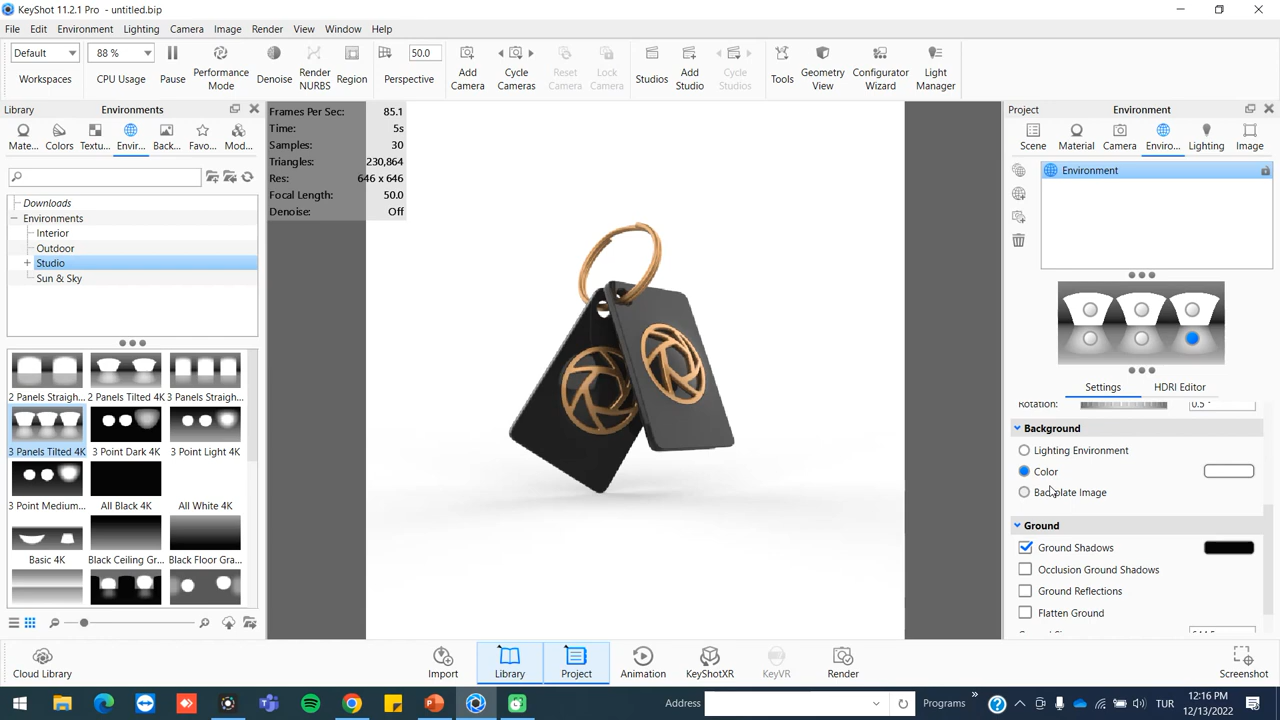 KeyShot 11.2.1 Pro - untitled.bip
File Edit Environment Lighting Camera Image Render View Window Help
Default 88 % 50.0
Workspaces CPU Usage Pause Performance Mode Denoise Render NURBS Region Perspective Add Camera Cycle Cameras Reset Camera Lock Camera Studios Add Studio Cycle Studios Tools Geometry View Configurator Wizard Light Manager
Library Environments
Mate... Colors Textu... Envir... Back... Favo... Mod...
Downloads
Environments
Interior
Outdoor
Studio
Sun & Sky
2 Panels Straigh... 2 Panels Tilted 4K 3 Panels Straigh...
3 Panels Tilted 4K 3 Point Dark 4K 3 Point Light 4K
3 Point Medium... All Black 4K All White 4K
Basic 4K Black Ceiling Gr... Black Floor Gra...
Frames Per Sec: 85.1
Time: 5s
Samples: 30
Triangles: 230,864
Res: 646 x 646
Focal Length: 50.0
Denoise: Off
Project Environment
Scene Material Camera Enviro... Lighting Image
Environment
Settings HDRI Editor
Rotation: 0.5 °
Background
Lighting Environment
Color
Backplate Image
Ground
Ground Shadows
Occlusion Ground Shadows
Ground Reflections
Flatten Ground
Cloud Library Import Library Project Animation KeyShotXR KeyVR Render Screenshot
Address Programs » TUR 12:16 PM
12/13/2022